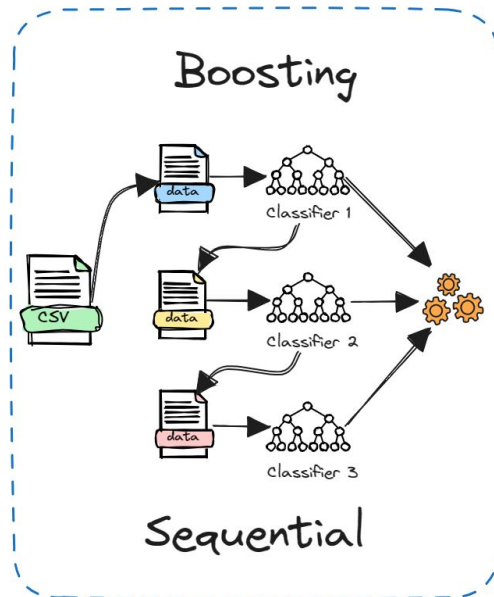 Boosting
data
Classifier 1
CSV
data
Classifier 2
data
Classifier 3
Sequential